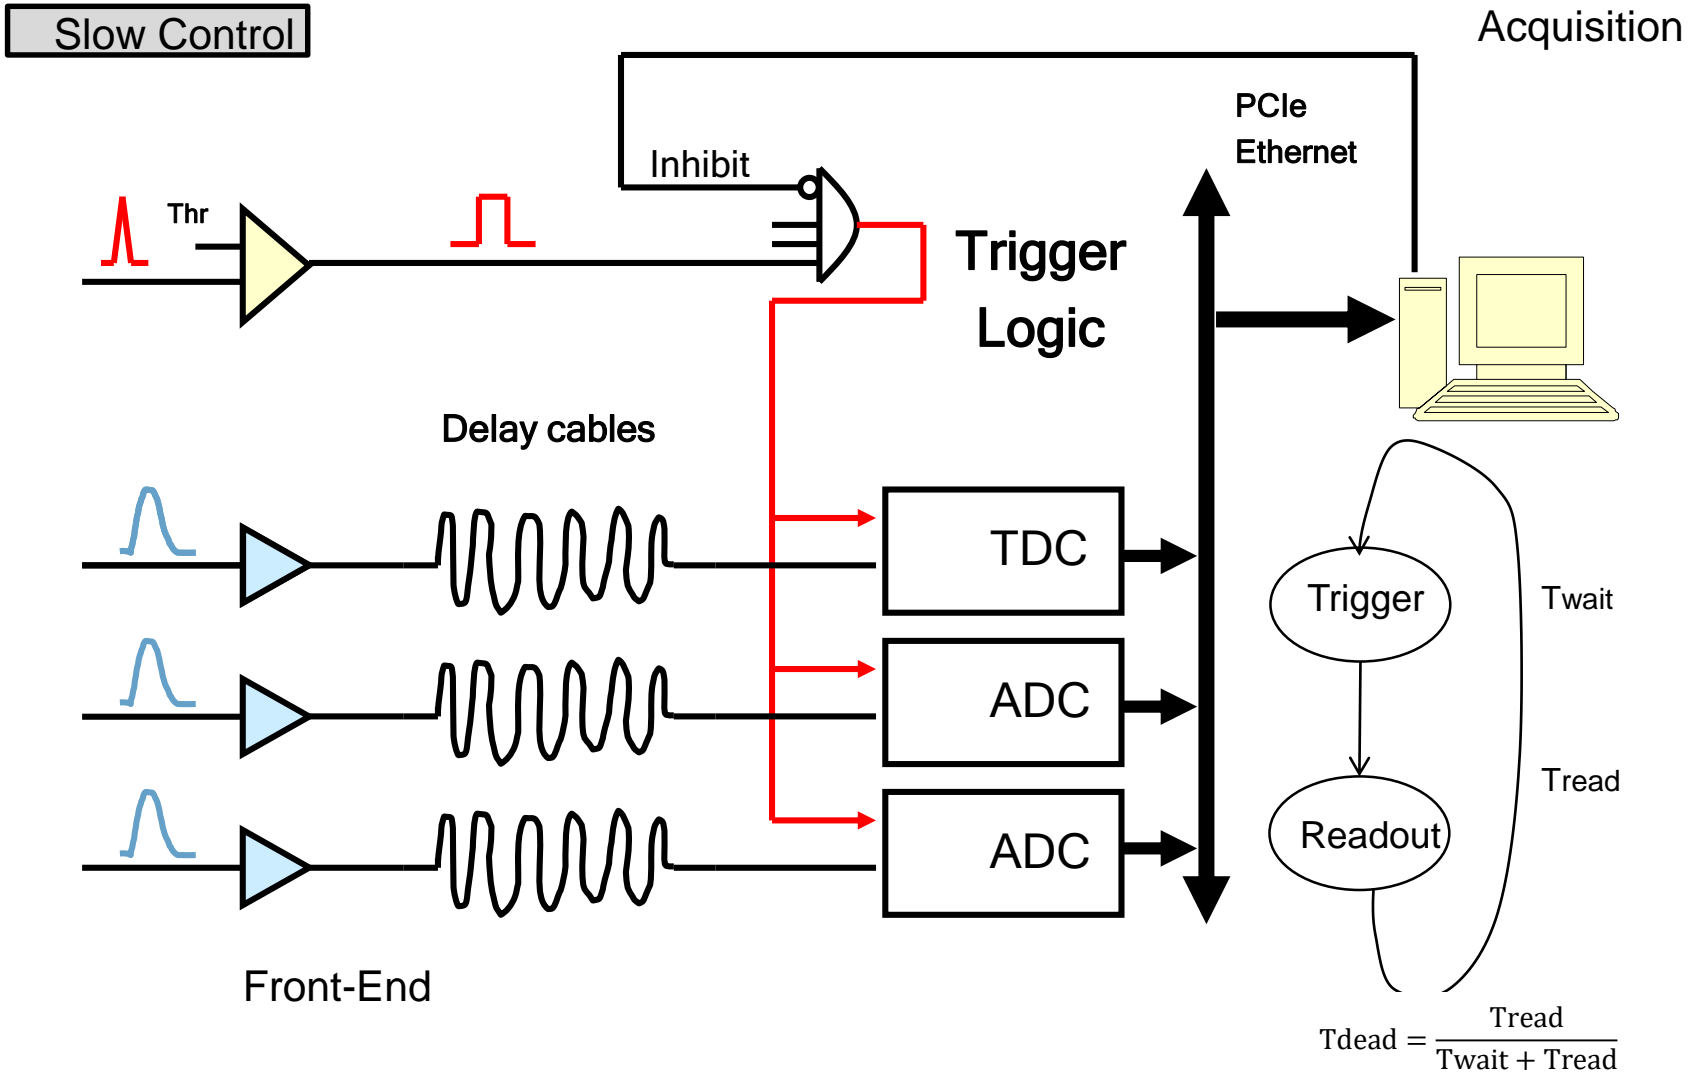 Slow Control
Acquisition
PCIe
Ethernet
Inhibit
Thr
Trigger
Logic
Delay cables
TDC
Trigger
Twait
ADC
Tread
Readout
ADC
Front-End
Tdead = Tread / Twait + Tread